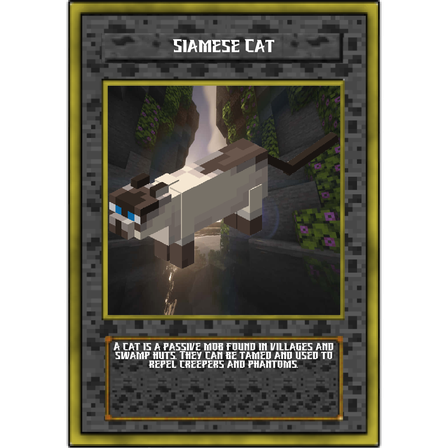 SIAMESE CAT
A CAT IS A PASSIVE MOB FOUND IN VILLAGES AND
SWAMP HUTS. THEY CAN BE TAMED AND USED TO
REPEL CREEPERS AND PHANTOMS.